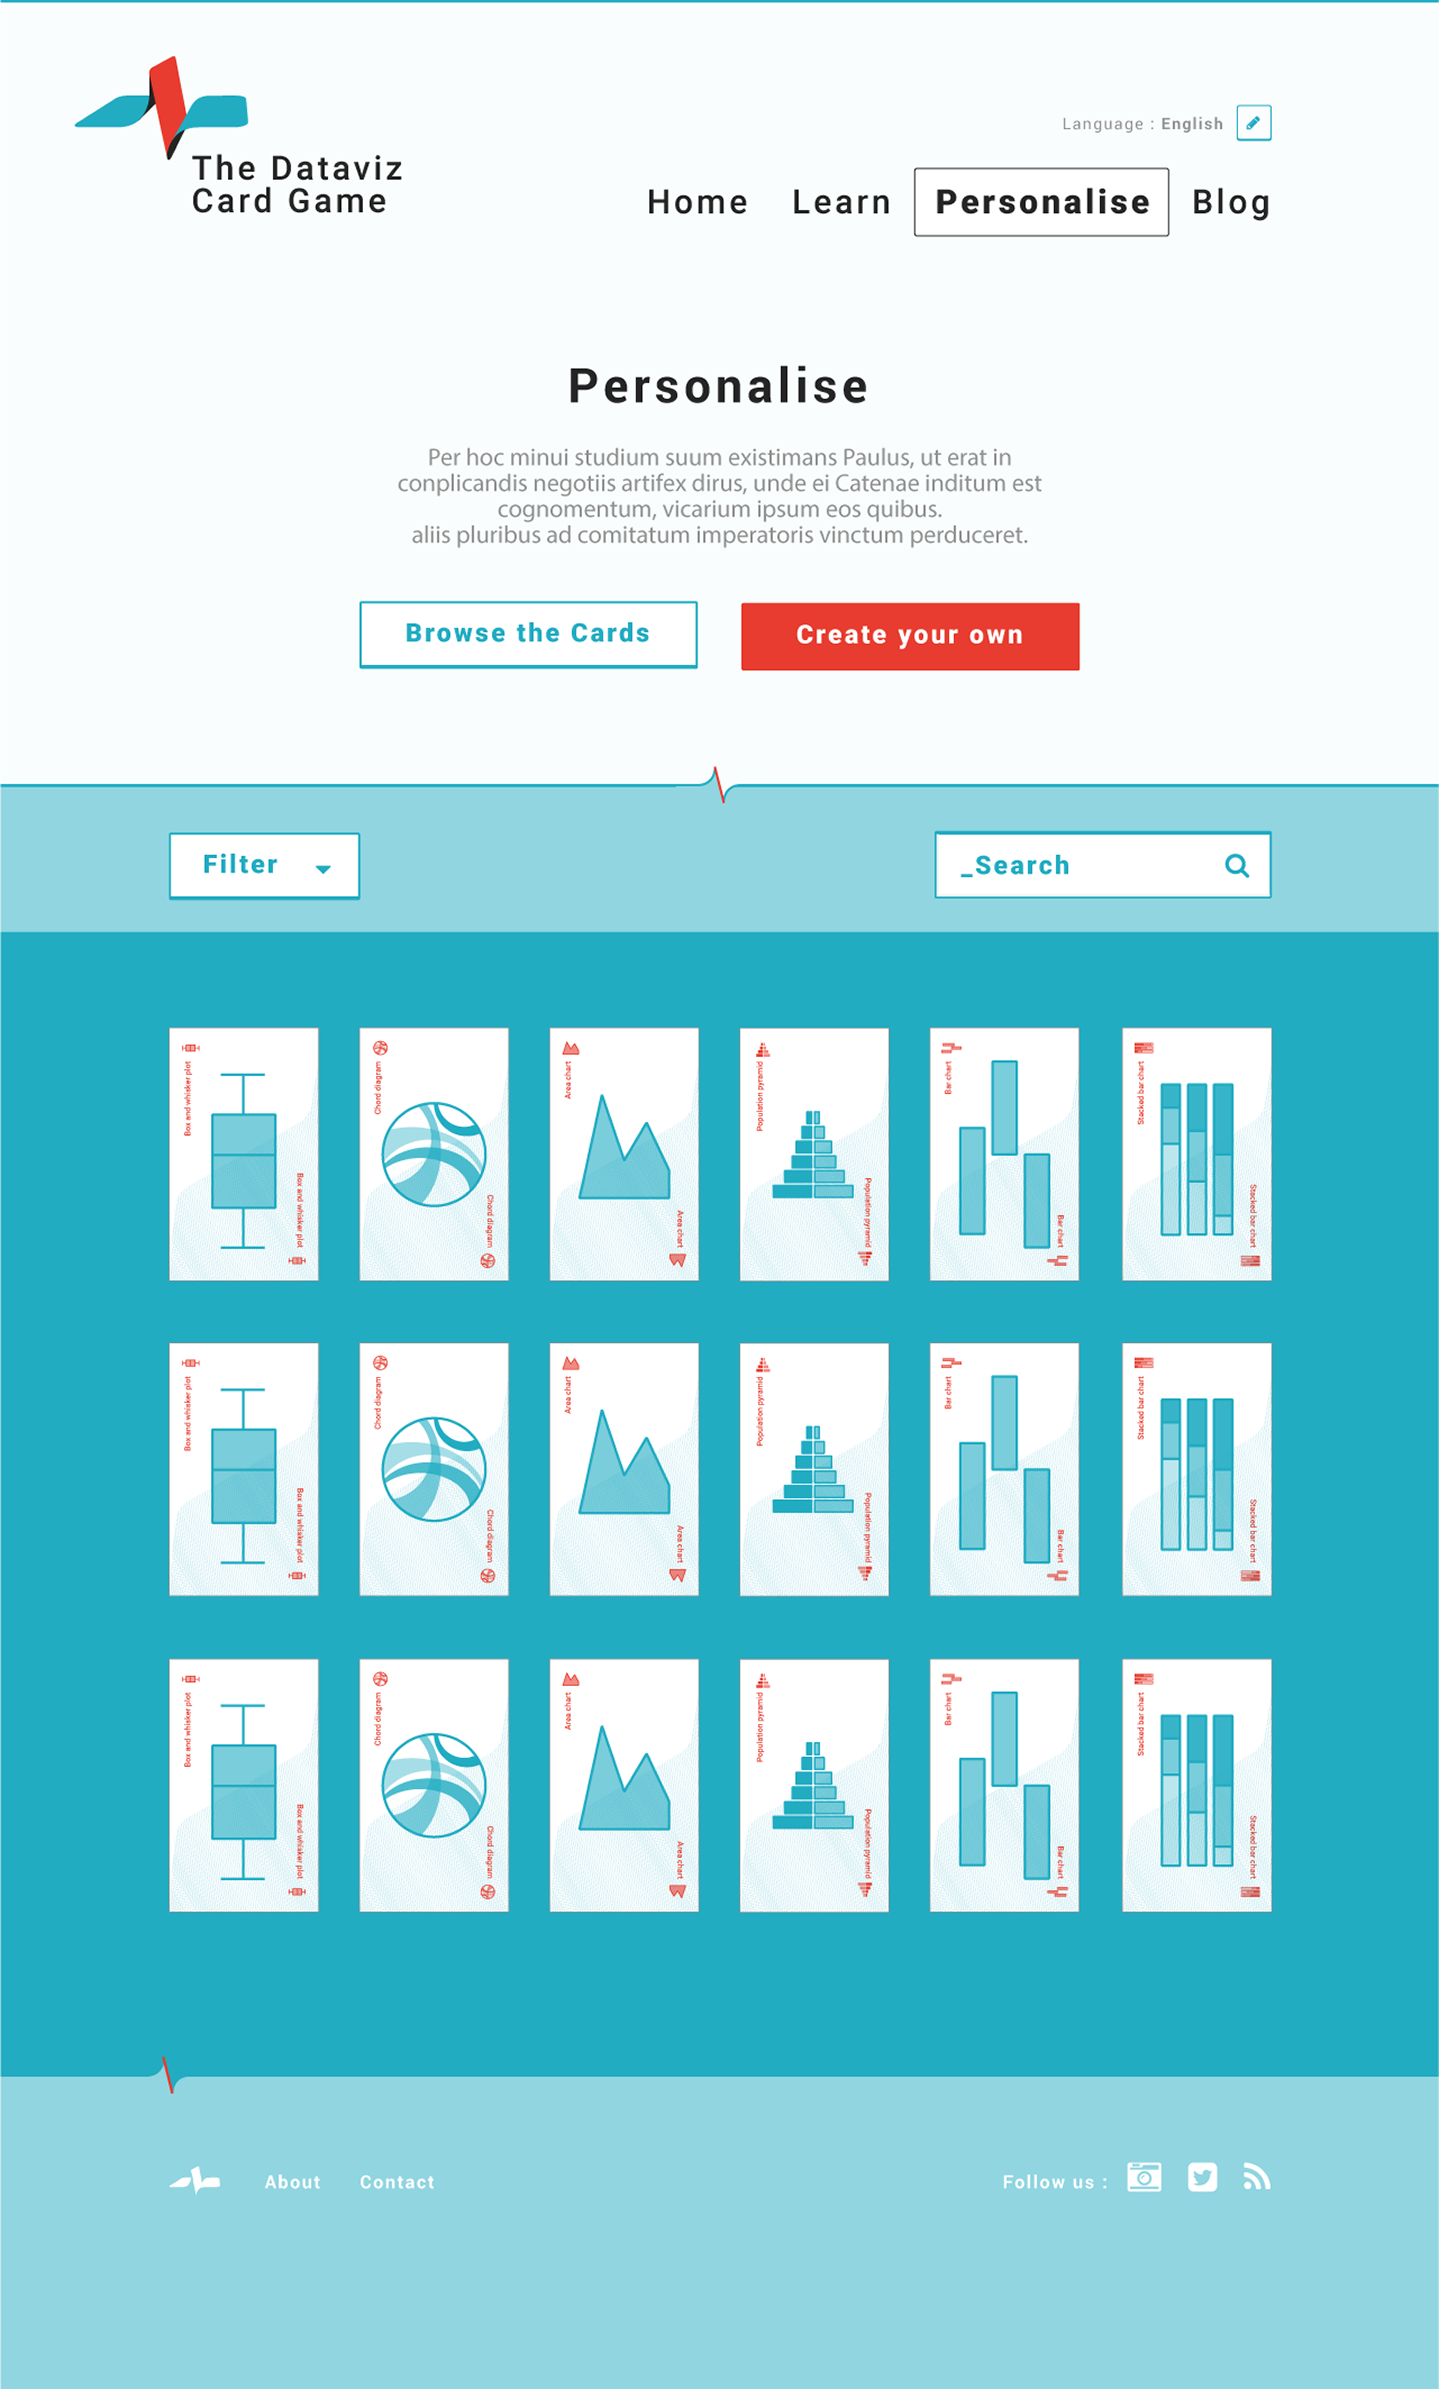 The Dataviz
Card Game
Language : English
Home Learn Personalise Blog
Personalise
Per hoc minui studium suum existimans Paulus, ut erat in
conplicandis negotiis artifex dirus, unde ei Catenae inditum est
cognomentum, vicarium ipsum eos quibus.
aliis pluribus ad comitatum imperatoris vinctum perduceret.
Browse the Cards
Create your own
Filter
_Search
Box and whisker plot
Box and whisker plot
Chord diagram
Chord diagram
Area chart
Area chart
Population pyramid
Population pyramid
Bar chart
Bar chart
Stacked bar chart
Stacked bar chart
Box and whisker plot
Box and whisker plot
Chord diagram
Chord diagram
Area chart
Area chart
Population pyramid
Population pyramid
Bar chart
Bar chart
Stacked bar chart
Stacked bar chart
Box and whisker plot
Box and whisker plot
Chord diagram
Chord diagram
Area chart
Area chart
Population pyramid
Population pyramid
Bar chart
Bar chart
Stacked bar chart
Stacked bar chart
About Contact
Follow us :